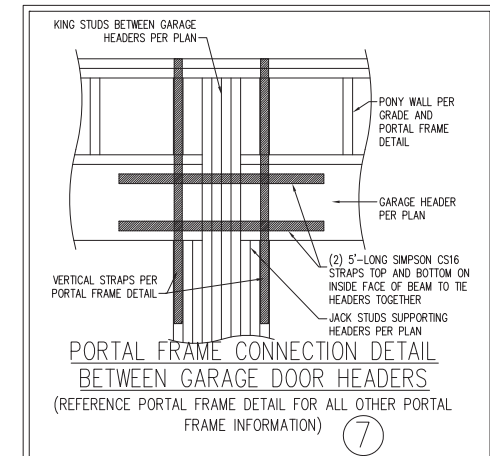 KING STUDS BETWEEN GARAGE
HEADERS PER PLAN
PONY WALL PER
GRADE AND
PORTAL FRAME
DETAIL
GARAGE HEADER
PER PLAN
(2) 5'-LONG SIMPSON CS16
STRAPS TOP AND BOTTOM ON
INSIDE FACE OF BEAM TO TIE
HEADERS TOGETHER
VERTICAL STRAPS PER
PORTAL FRAME DETAIL
JACK STUDS SUPPORTING
HEADERS PER PLAN
PORTAL FRAME CONNECTION DETAIL
BETWEEN GARAGE DOOR HEADERS
(REFERENCE PORTAL FRAME DETAIL FOR ALL OTHER PORTAL
FRAME INFORMATION)
7